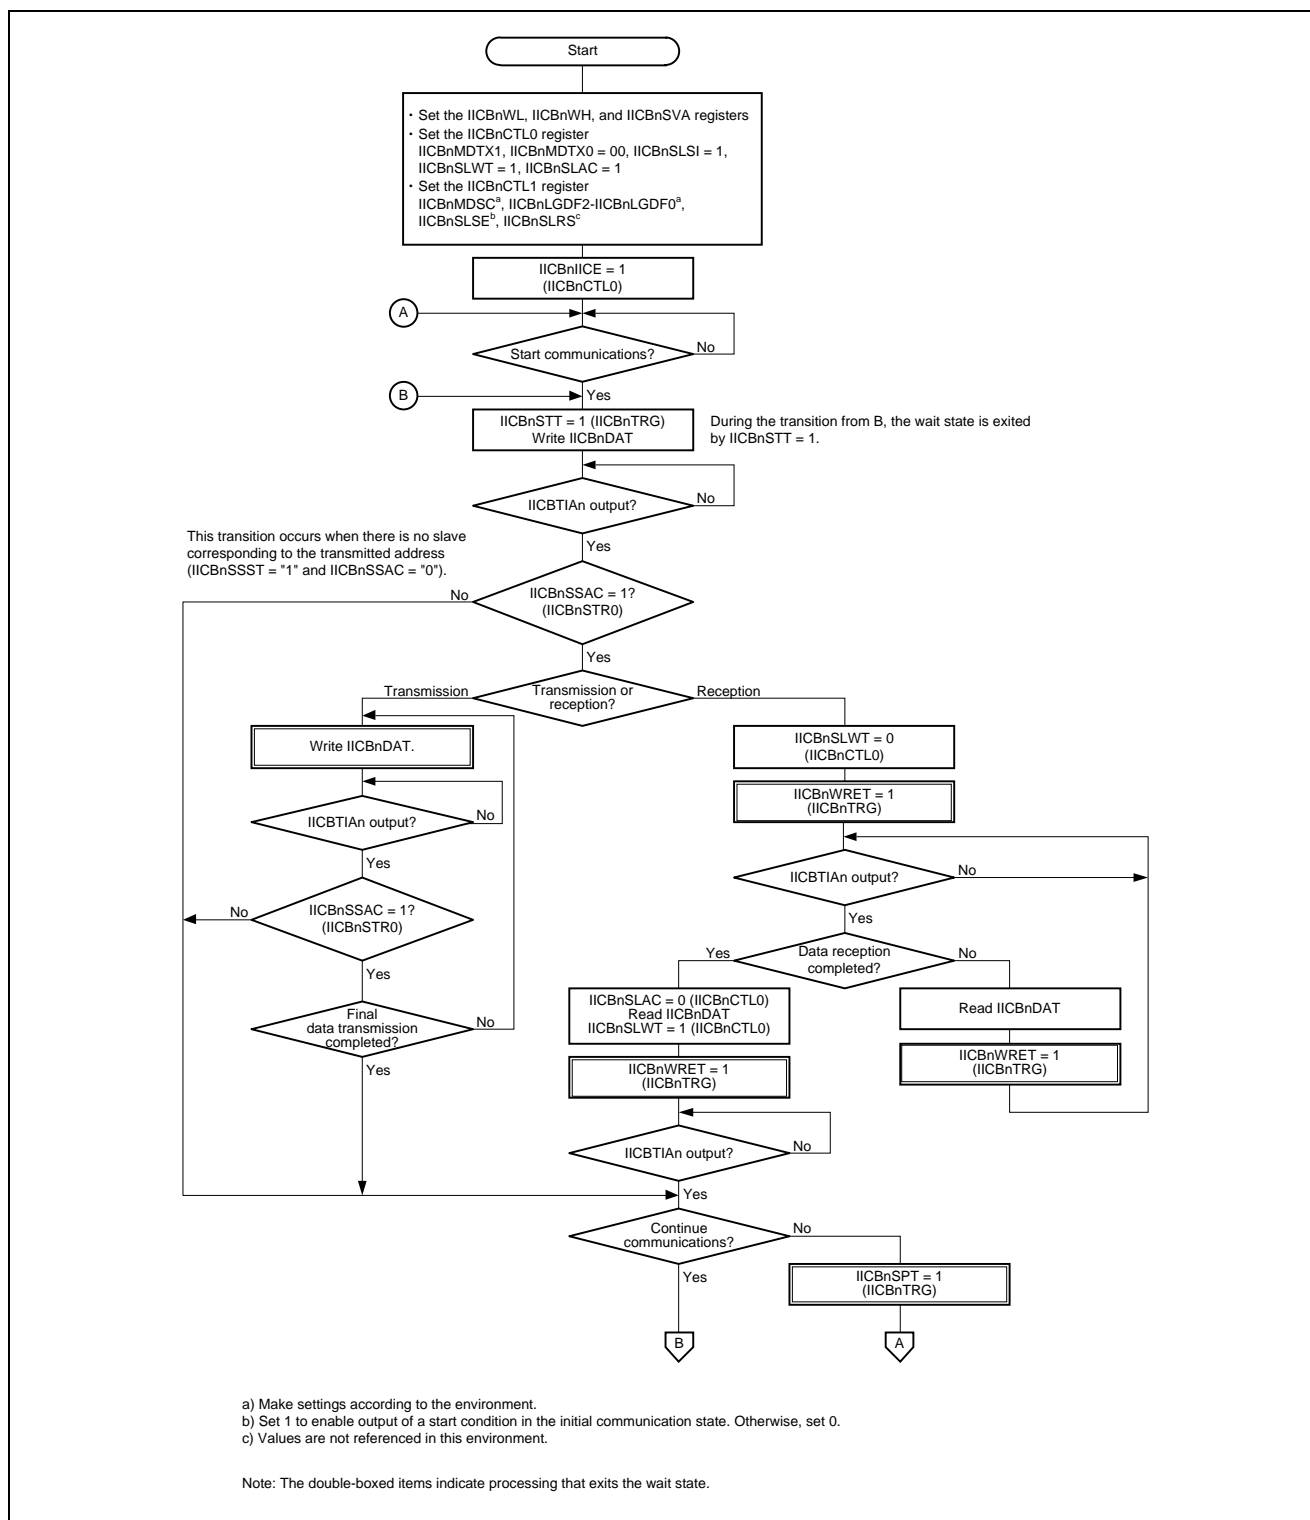 Start
・ Set the IICBnWL, IICBnWH, and IICBnSVA registers
・ Set the IICBnCTL0 register
IICBnMDTX1, IICBnMDTX0 = 00, IICBnSLSI = 1,
IICBnSLWT = 1, IICBnSLAC = 1
・ Set the IICBnCTL1 register
IICBnMDSCa, IICBnLGDF2-IICBnLGDF0a,
IICBnSLSEb, IICBnSLRSc
IICBnIICE = 1
(IICBnCTL0)
A
Start communications?
No
Yes
B
IICBnSTT = 1 (IICBnTRG)
Write IICBnDAT
During the transition from B, the wait state is exited
by IICBnSTT = 1.
IICBTIAn output?
No
Yes
This transition occurs when there is no slave
corresponding to the transmitted address
(IICBnSSST = "1" and IICBnSSAC = "0").
IICBnSSAC = 1?
(IICBnSTR0)
No
Yes
Transmission
Transmission or
reception?
Reception
Write IICBnDAT.
IICBTIAn output?
No
Yes
IICBnSSAC = 1?
(IICBnSTR0)
No
Yes
Final
data transmission
completed?
No
Yes
IICBnSLWT = 0
(IICBnCTL0)
IICBnWRET = 1
(IICBnTRG)
IICBTIAn output?
No
Yes
Data reception
completed?
Yes
No
IICBnSLAC = 0 (IICBnCTL0)
Read IICBnDAT
IICBnSLWT = 1 (IICBnCTL0)
Read IICBnDAT
IICBnWRET = 1
(IICBnTRG)
IICBnWRET = 1
(IICBnTRG)
IICBTIAn output?
No
Yes
Continue
communications?
No
Yes
IICBnSPT = 1
(IICBnTRG)
B
A
a) Make settings according to the environment.
b) Set 1 to enable output of a start condition in the initial communication state. Otherwise, set 0.
c) Values are not referenced in this environment.
Note: The double-boxed items indicate processing that exits the wait state.